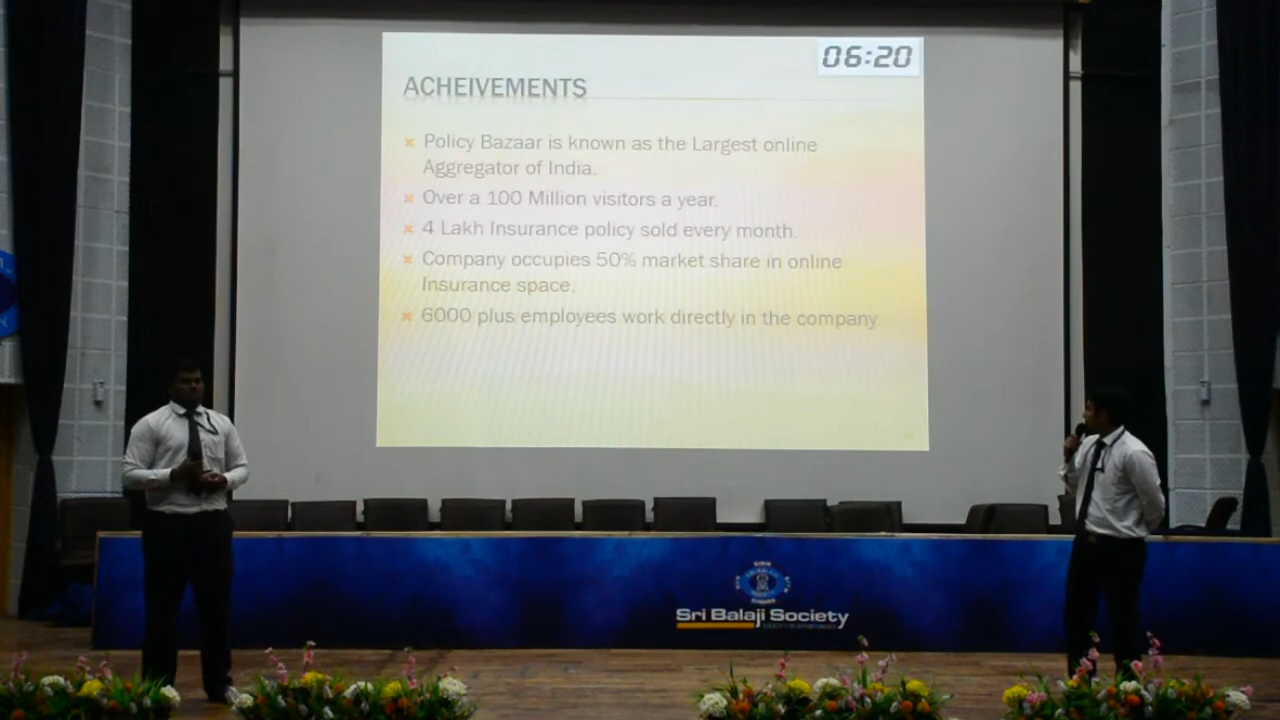 06:20
ACHEIVEMENTS
Policy Bazaar is known as the Largest online
Aggregator of India.
Over a 100 Million visitors a year.
4 Lakh Insurance policy sold every month.
Company occupies 50% market share in online
Insurance space.
6000 plus employees work directly in the company.
Sri Balaji Society